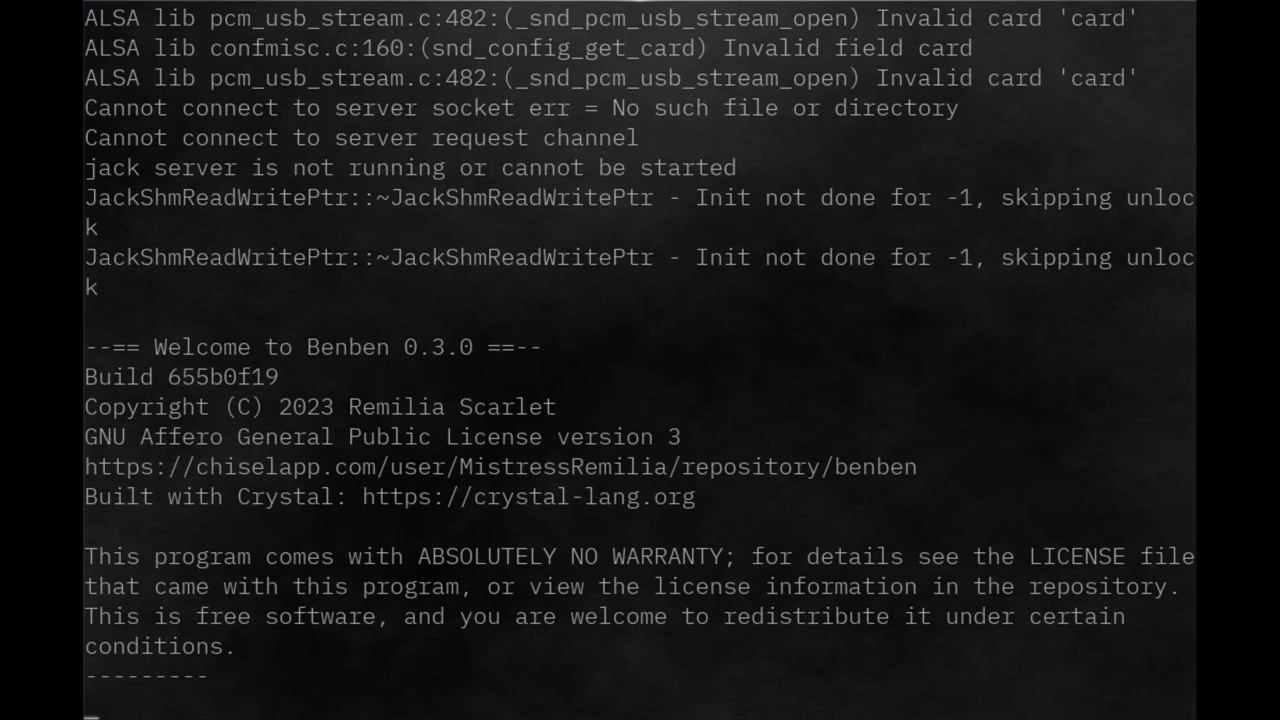 ALSA lib pcm_usb_stream.c:482:(_snd_pcm_usb_stream_open) Invalid card 'card'
ALSA lib confmisc.c:160:(snd_config_get_card) Invalid field card
ALSA lib pcm_usb_stream.c:482:(_snd_pcm_usb_stream_open) Invalid card 'card'
Cannot connect to server socket err = No such file or directory
Cannot connect to server request channel
jack server is not running or cannot be started
JackShmReadWritePtr::~JackShmReadWritePtr - Init not done for -1, skipping unloc
k
JackShmReadWritePtr::~JackShmReadWritePtr - Init not done for -1, skipping unloc
k
--== Welcome to Benben 0.3.0 ==--
Build 655b0f19
Copyright (C) 2023 Remilia Scarlet
GNU Affero General Public License version 3
https://chiselapp.com/user/MistressRemilia/repository/benben
Built with Crystal: https://crystal-lang.org
This program comes with ABSOLUTELY NO WARRANTY; for details see the LICENSE file
that came with this program, or view the license information in the repository.
This is free software, and you are welcome to redistribute it under certain
conditions.
---------